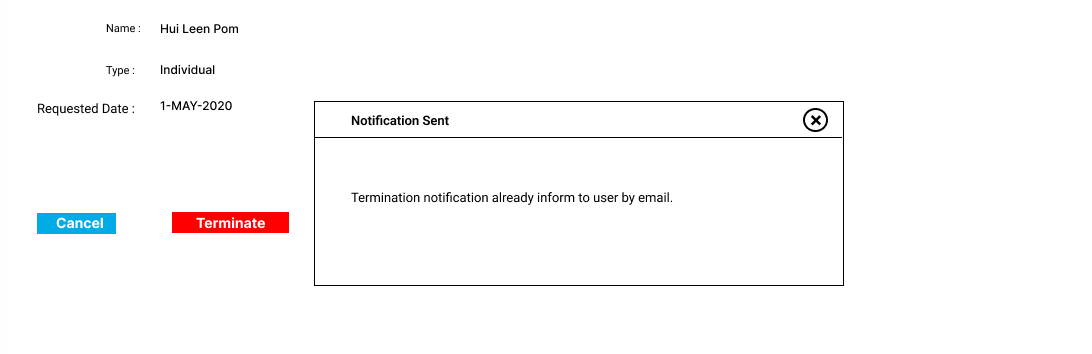 Name : Hui Leen Pom
Type : Individual
Requested Date : 1-MAY-2020
Notification Sent
Termination notification already inform to user by email.
Cancel Terminate